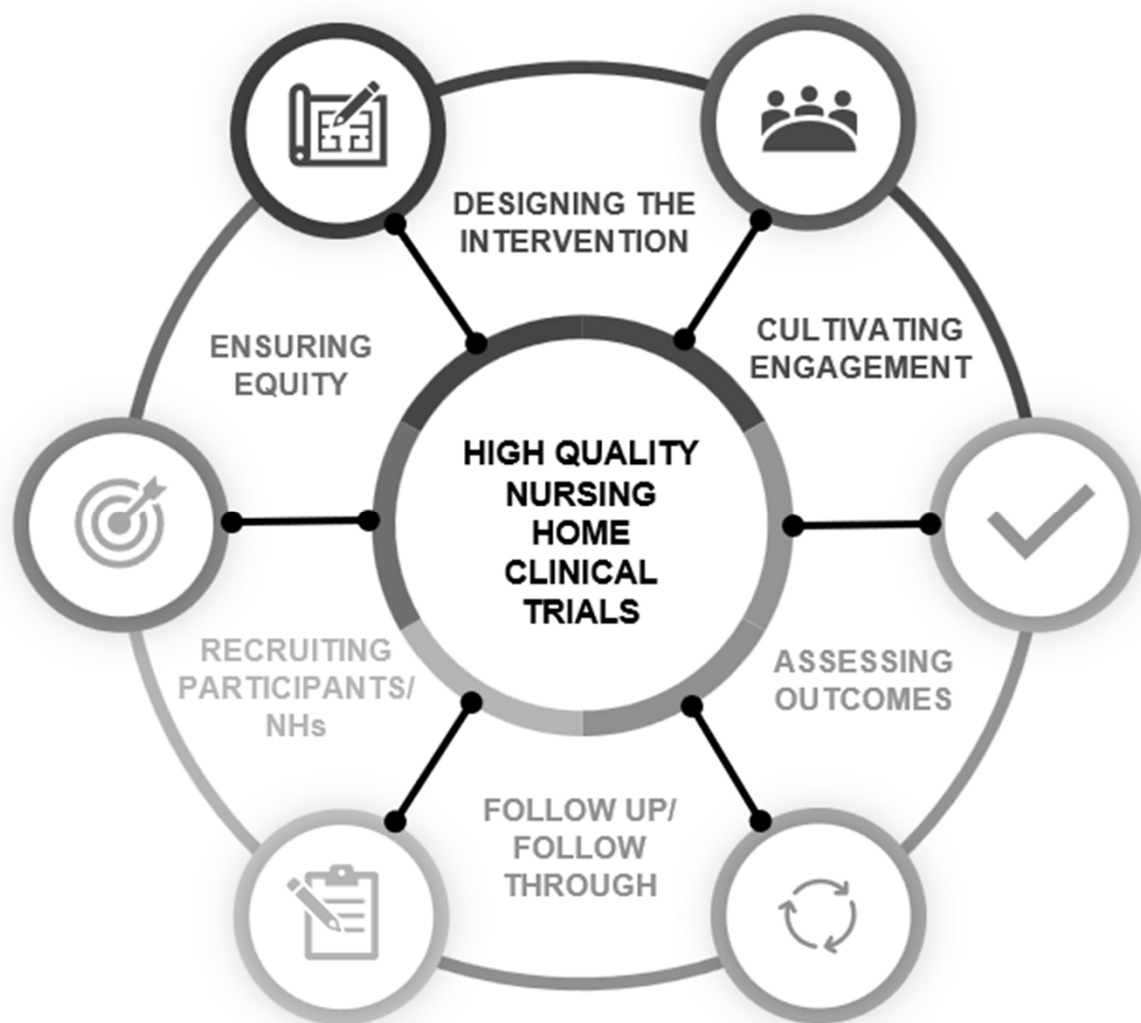 DESIGNING THE
INTERVENTION
CULTIVATING
ENGAGEMENT
ENSURING
EQUITY
HIGH QUALITY
NURSING
HOME
CLINICAL
TRIALS
RECRUITING
PARTICIPANTS/
NHs
ASSESSING
OUTCOMES
FOLLOW UP/
FOLLOW
THROUGH